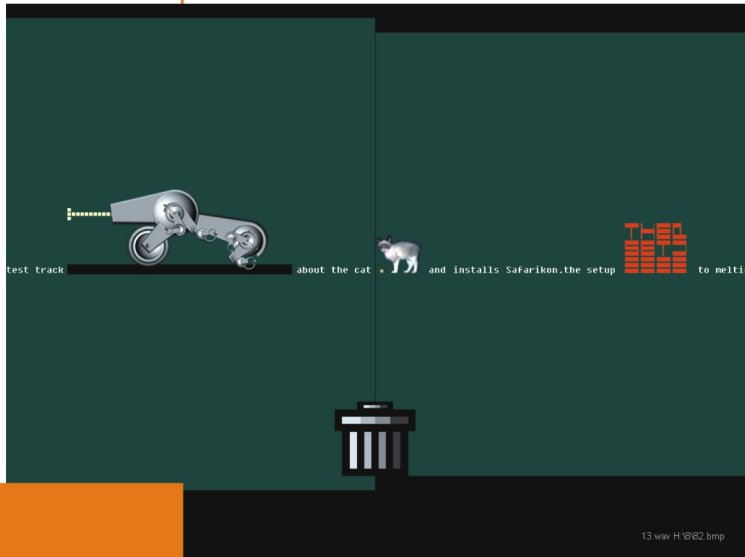 test track about the cat and installs Safarikon.the setup to melti
13.wav H:\8\82.bmp